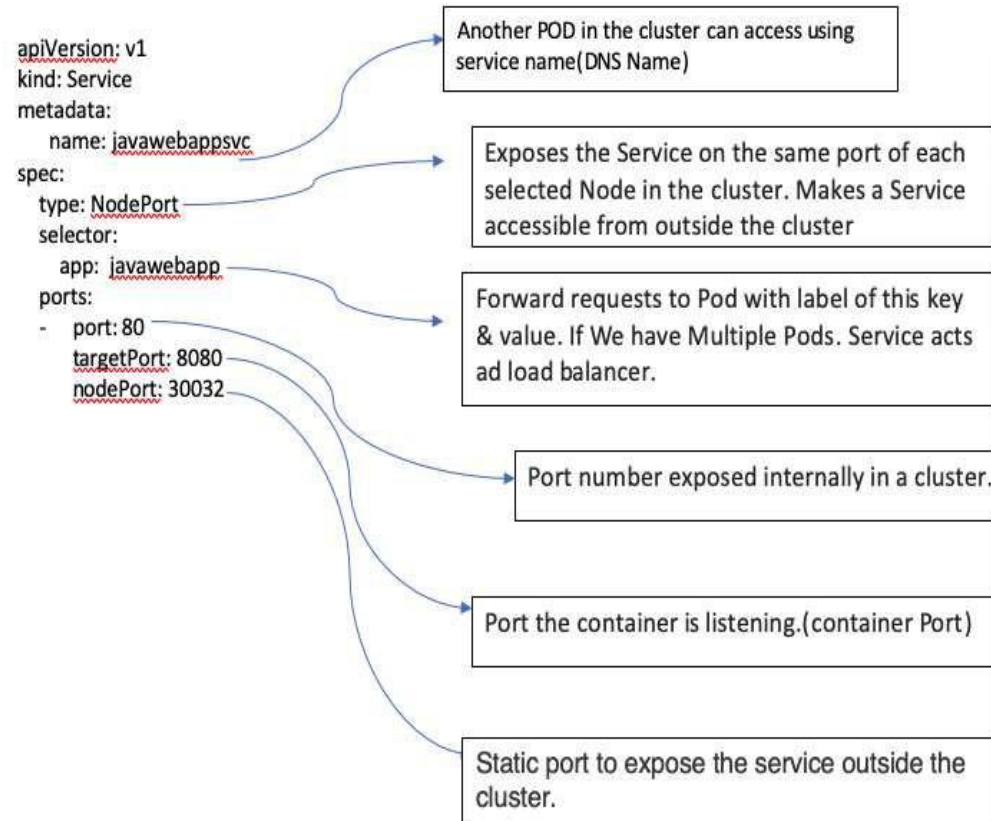 apiVersion: v1
kind: Service
metadata:
name: javawebappsvc
spec:
type: NodePort
selector:
app: javawebapp
ports:
- port: 80
targetPort: 8080
nodePort: 30032
Another POD in the cluster can access using
service name(DNS Name)
Exposes the Service on the same port of each
selected Node in the cluster. Makes a Service
accessible from outside the cluster
Forward requests to Pod with label of this key
& value. If We have Multiple Pods. Service acts
ad load balancer.
Port number exposed internally in a cluster.
Port the container is listening.(container Port)
Static port to expose the service outside the
cluster.